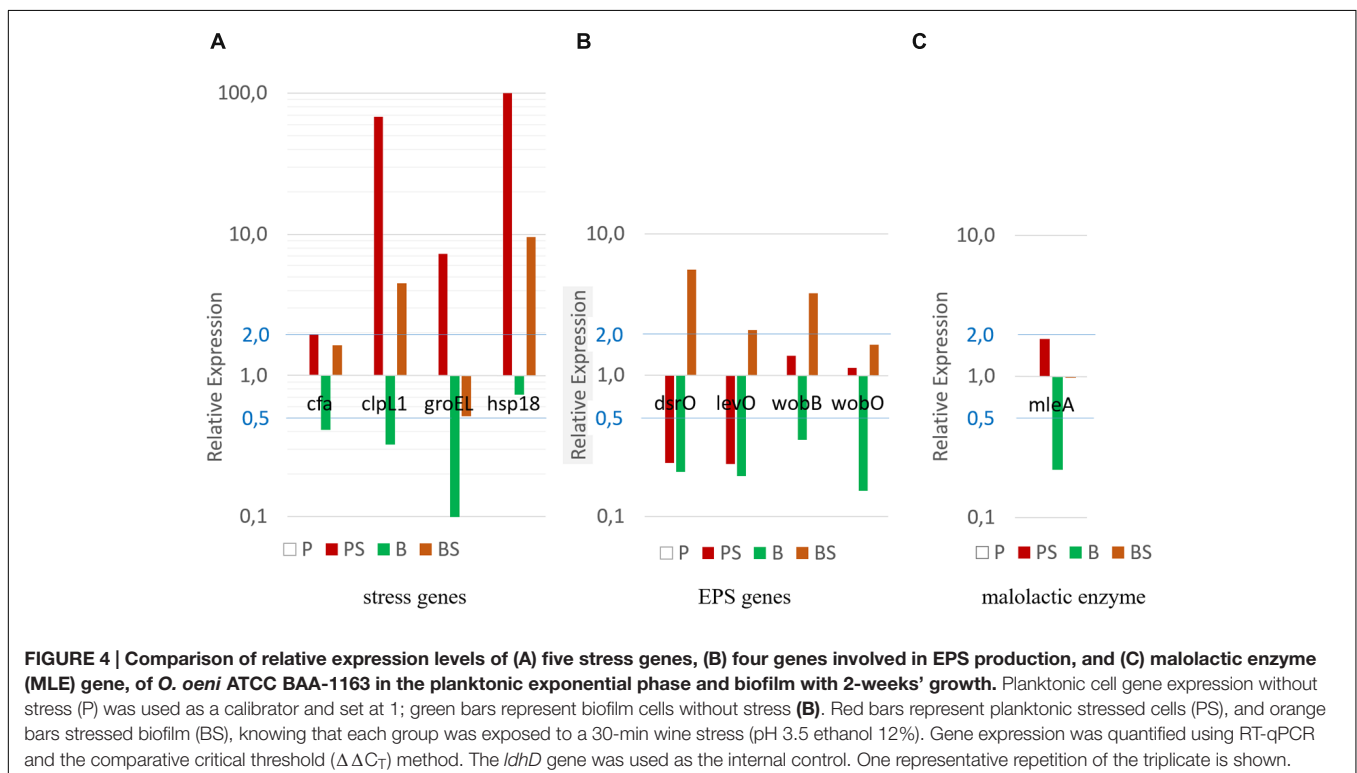 A
B
C
100,0
10,0
2,0
1,0
0,5
0,1
Relative Expression
cfa clpL1 groEL hsp18
P PS B BS
stress genes
10,0
2,0
1,0
0,5
0,1
Relative Expression
dsrO levO wobB wobO
P PS B BS
EPS genes
10,0
2,0
1,0
0,5
0,1
Relative Expression
mleA
P PS B BS
malolactic enzyme
FIGURE 4 | Comparison of relative expression levels of (A) five stress genes, (B) four genes involved in EPS production, and (C) malolactic enzyme
(MLE) gene, of O. oeni ATCC BAA-1163 in the planktonic exponential phase and biofilm with 2-weeks’ growth. Planktonic cell gene expression without
stress (P) was used as a calibrator and set at 1; green bars represent biofilm cells without stress (B). Red bars represent planktonic stressed cells (PS), and orange
bars stressed biofilm (BS), knowing that each group was exposed to a 30-min wine stress (pH 3.5 ethanol 12%). Gene expression was quantified using RT-qPCR
and the comparative critical threshold (ΔΔCT) method. The ldhD gene was used as the internal control. One representative repetition of the triplicate is shown.